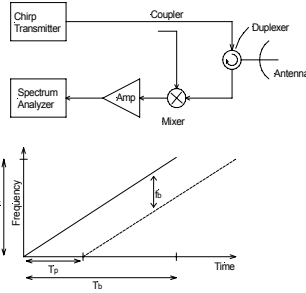 Chirp
Transmitter
Coupler
Duplexer
Antenna
Spectrum
Analyzer
Amp
Mixer
Frequency
fb
Time
Tp
Tb